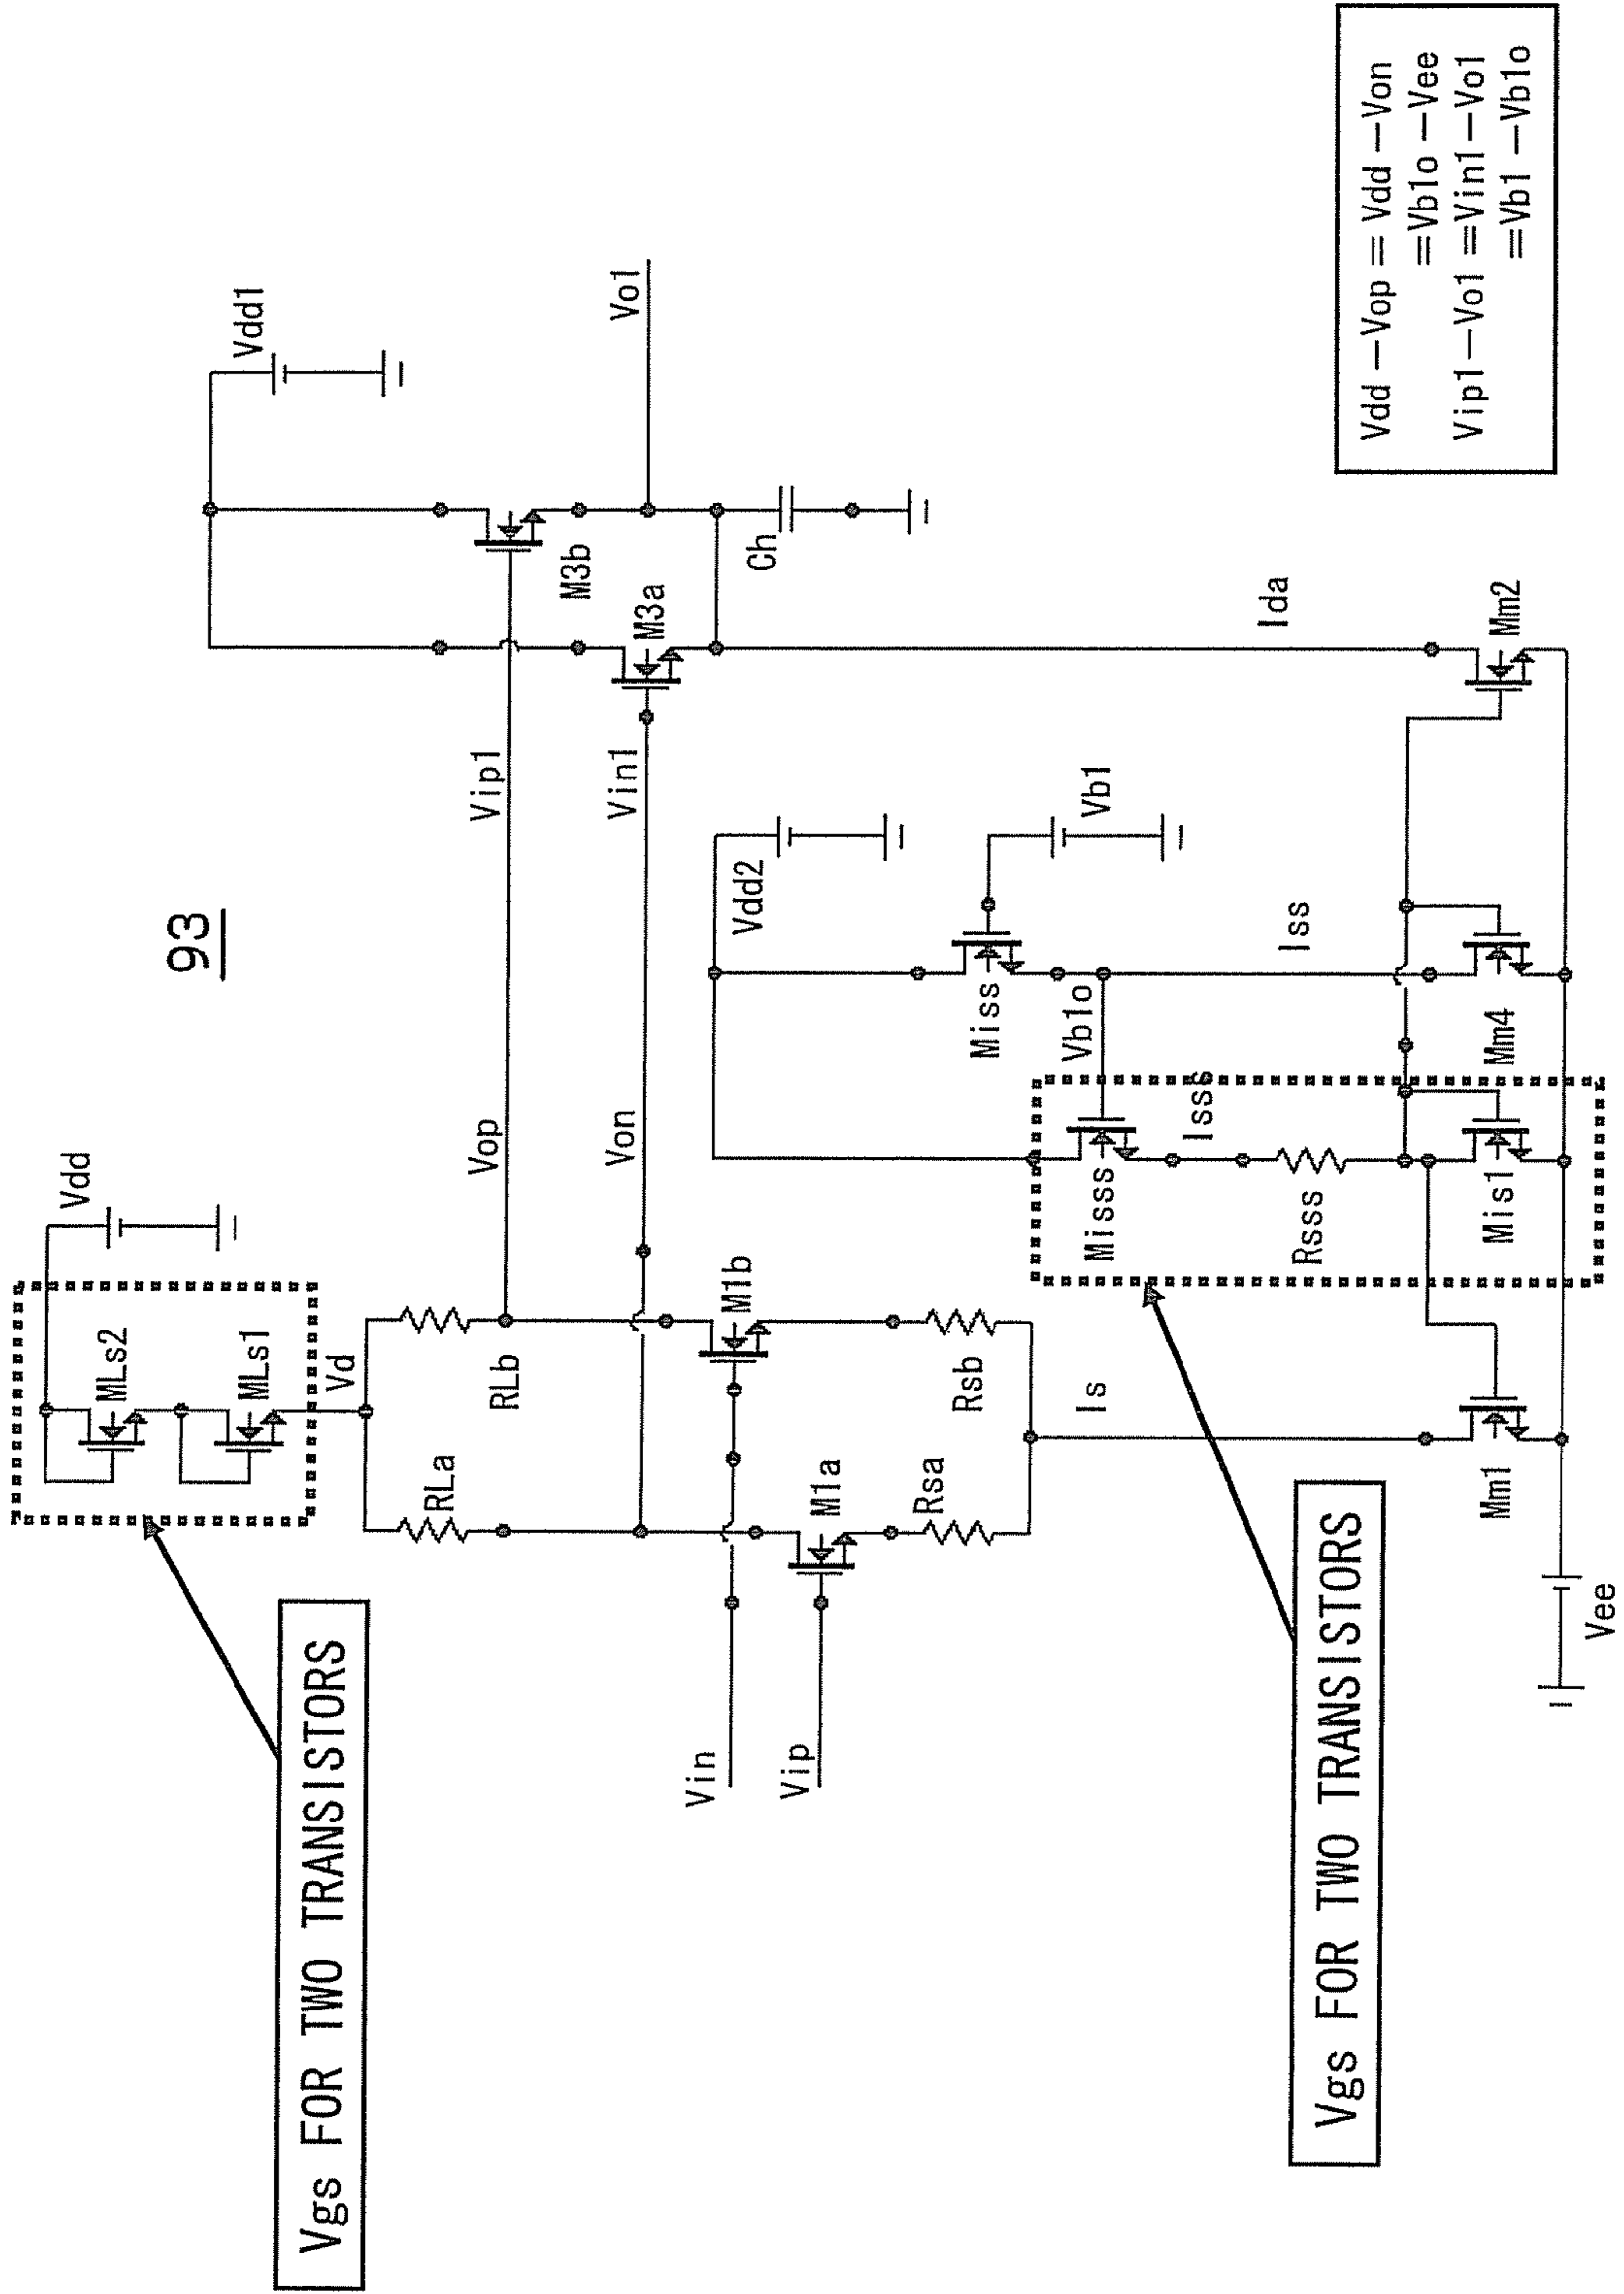 93
Vgs FOR TWO TRANSISTORS
MLs2
MLs1
Vdd
Vd
RLa
RLb
Vop
Vip1
Von
Vin1
Vdd1
M3b
M3a
Vo1
Ch
Vin
Vip
M1b
M1a
Rsb
Rsa
Is
Vdd2
Miss
Vb1
Vb1o
Misss
Isss
Iss
Rsss
Ida
Mm1
Mis1
Mm4
Mm2
Vee
Vgs FOR TWO TRANSISTORS
Vdd −Vop = Vdd −Von
=Vb1o −Vee
Vip1−Vo1 =Vin1−Vo1
=Vb1 −Vb1o